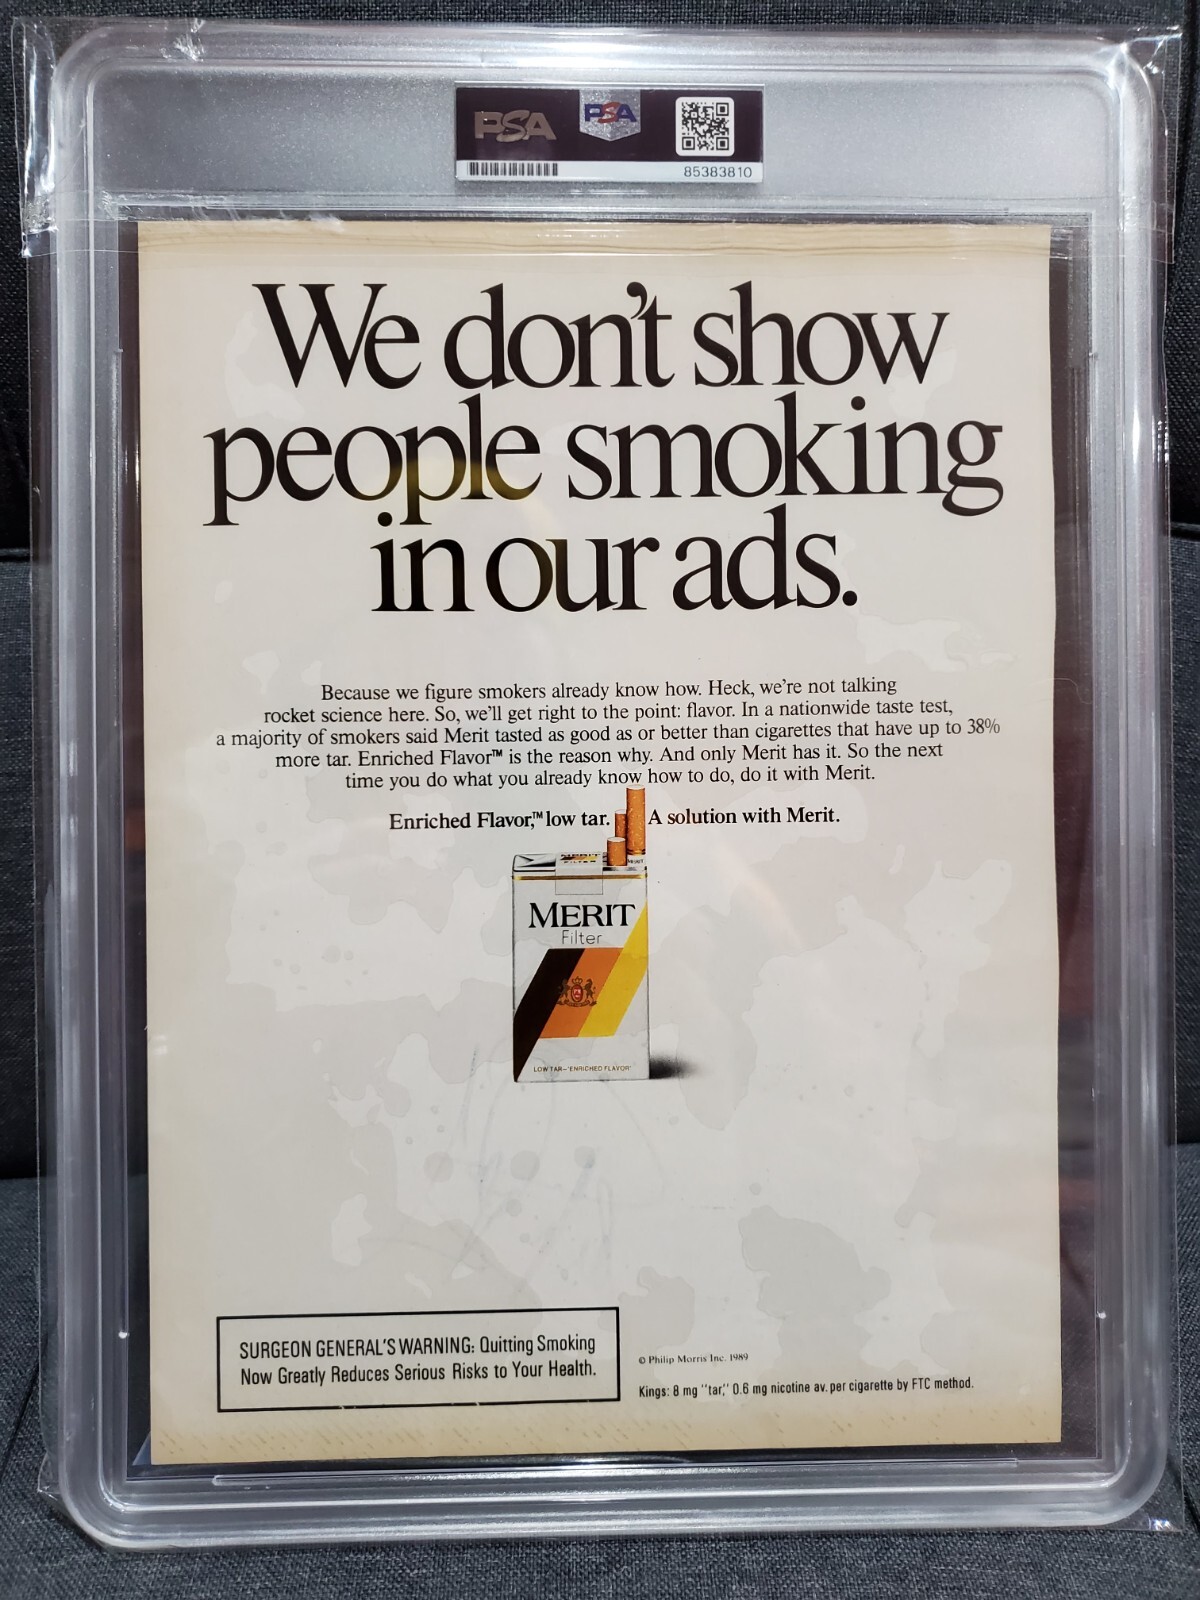 PSA
PSA
85383810
We don't show
people smoking
in our ads.
Because we figure smokers already know how. Heck, we're not talking
rocket science here. So, we'll get right to the point: flavor. In a nationwide taste test,
a majority of smokers said Merit tasted as good as or better than cigarettes that have up to 38%
more tar. Enriched Flavor™ is the reason why. And only Merit has it. So the next
time you do what you already know how to do, do it with Merit.
Enriched Flavor,™ low tar. A solution with Merit.
MERIT
FILTER
MERIT
MERIT
Filter
LOW TAR–'ENRICHED FLAVOR'
SURGEON GENERAL'S WARNING: Quitting Smoking
Now Greatly Reduces Serious Risks to Your Health.
© Philip Morris Inc. 1989
Kings: 8 mg "tar," 0.6 mg nicotine av. per cigarette by FTC method.